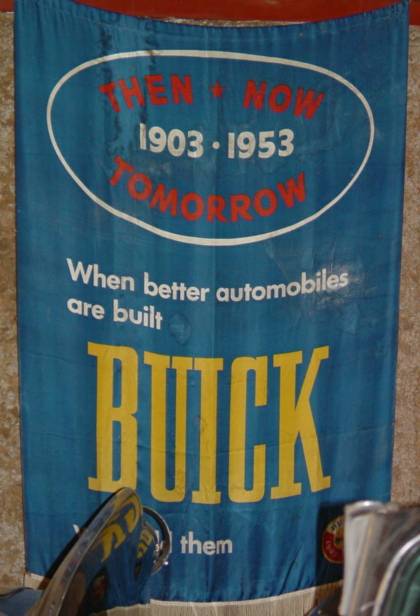 THEN ★ NOW
1903 · 1953
TOMORROW
When better automobiles
are built
BUICK
them